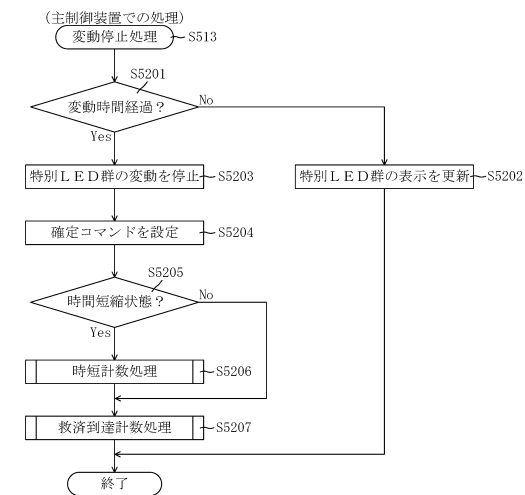 （主制御装置での処理）
変動停止処理 S513
S5201
変動時間経過？ No
Yes
特別ＬＥＤ群の変動を停止 S5203
特別ＬＥＤ群の表示を更新 S5202
確定コマンドを設定 S5204
S5205
時間短縮状態？ No
Yes
時短計数処理 S5206
救済到達計数処理 S5207
終了